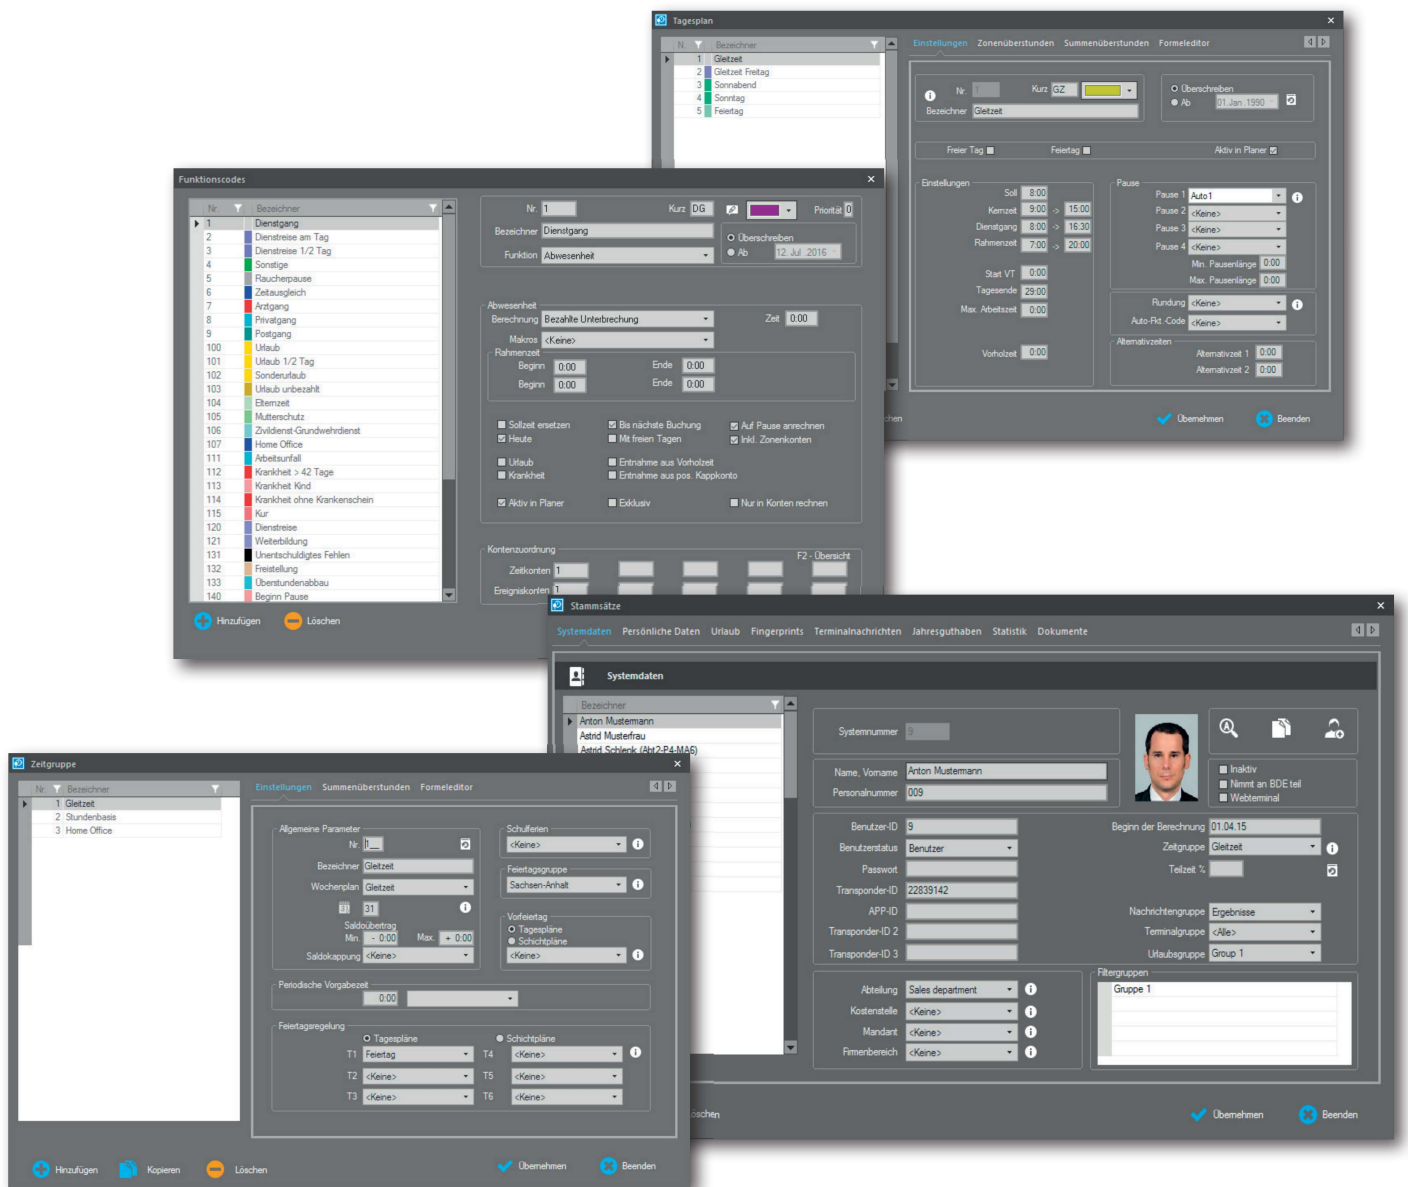 Tagesplan
N. Bezeichner
1 Gleitzeit
2 Gleitzeit Freitag
3 Sonnabend
4 Sonntag
5 Feiertag
Einstellungen Zonenüberstunden Summenüberstunden Formeleditor
Nr. 1 Kurz GZ
Bezeichner Gleitzeit
Überschreiben
Ab 01.Jan 1990
Freier Tag Feiertag Aktiv in Planer
Einstellungen
Soll 8:00
Kernzeit 9:00 -> 15:00
Dienstgang 8:00 -> 16:30
Rahmenzeit 7:00 -> 20:00
Start VT 0:00
Tagesende 29:00
Max. Arbeitszeit 0:00
Vorholzeit 0:00
Pause
Pause 1 Auto1
Pause 2 <Keine>
Pause 3 <Keine>
Pause 4 <Keine>
Min. Pausenlänge 0:00
Max. Pausenlänge 0:00
Rundung <Keine>
Auto-Fkt.-Code <Keine>
Alternativzeiten
Alternativzeit 1 0:00
Alternativzeit 2 0:00
chen
Übernehmen Beenden
Funktionscodes
Nr. Bezeichner
1 Dienstgang
2 Dienstreise am Tag
3 Dienstreise 1/2 Tag
4 Sonstige
5 Raucherpause
6 Zeitausgleich
7 Arztgang
8 Privatgang
9 Postgang
100 Urlaub
101 Urlaub 1/2 Tag
102 Sonderurlaub
103 Urlaub unbezahlt
104 Elternzeit
105 Mutterschutz
106 Zivildienst-Grundwehrdienst
107 Home Office
111 Arbeitsunfall
112 Krankheit > 42 Tage
113 Krankheit Kind
114 Krankheit ohne Krankenschein
115 Kur
120 Dienstreise
121 Weiterbildung
131 Unentschuldigtes Fehlen
132 Freistellung
133 Überstundenabbau
140 Beginn Pause
Hinzufügen Löschen
Nr. 1 Kurz DG Priorität 0
Bezeichner Dienstgang
Funktion Abwesenheit
Überschreiben
Ab 12. Jul .2016
Abwesenheit
Berechnung Bezahlte Unterbrechung Zeit 0:00
Makros <Keine>
Rahmenzeit
Beginn 0:00 Ende 0:00
Beginn 0:00 Ende 0:00
Sollzeit ersetzen Bis nächste Buchung Auf Pause anrechnen
Heute Mit freien Tagen Inkl. Zonenkonten
Urlaub Entnahme aus Vorholzeit
Krankheit Entnahme aus pos. Kappkonto
Aktiv in Planer Exklusiv Nur in Konten rechnen
Kontenzuordnung
F2 - Übersicht
Zeitkonten 1
Ereigniskonten 1
Stammsätze
Systemdaten Persönliche Daten Urlaub Fingerprints Terminalnachrichten Jahresguthaben Statistik Dokumente
Systemdaten
Bezeichner
Anton Mustermann
Astrid Musterfrau
Astrid Schlenk (Abt2-P4-MA6)
Systemnummer 9
Name, Vorname Anton Mustermann
Personalnummer 009
Inaktiv
Nimmt an BDE teil
Webterminal
Benutzer-ID 9
Benutzerstatus Benutzer
Passwort
Transponder-ID 22839142
APP-ID
Transponder-ID 2
Transponder-ID 3
Beginn der Berechnung 01.04.15
Zeitgruppe Gleitzeit
Teilzeit %
Nachrichtengruppe Ergebnisse
Terminalgruppe <Alle>
Urlaubsgruppe Group 1
Abteilung Sales department
Kostenstelle <Keine>
Mandant <Keine>
Firmenbereich <Keine>
Filtergruppen
Gruppe 1
öschen
Übernehmen Beenden
Zeitgruppe
Nr. Bezeichner
1 Gleitzeit
2 Stundenbasis
3 Home Office
Einstellungen Summenüberstunden Formeleditor
Allgemeine Parameter
Nr. 1__
Bezeichner Gleitzeit
Wochenplan Gleitzeit
31 31
Saldoübertrag
Min. - 0:00 Max. + 0:00
Saldokappung <Keine>
Schulferien
<Keine>
Feiertagsgruppe
Sachsen-Anhalt
Vorfeiertag
Tagespläne
Schichtpläne
<Keine>
Periodische Vorgabezeit
0:00
Feiertagsregelung
Tagespläne Schichtpläne
T1 Feiertag T4 <Keine>
T2 <Keine> T5 <Keine>
T3 <Keine> T6 <Keine>
Hinzufügen Kopieren Löschen
Übernehmen Beenden